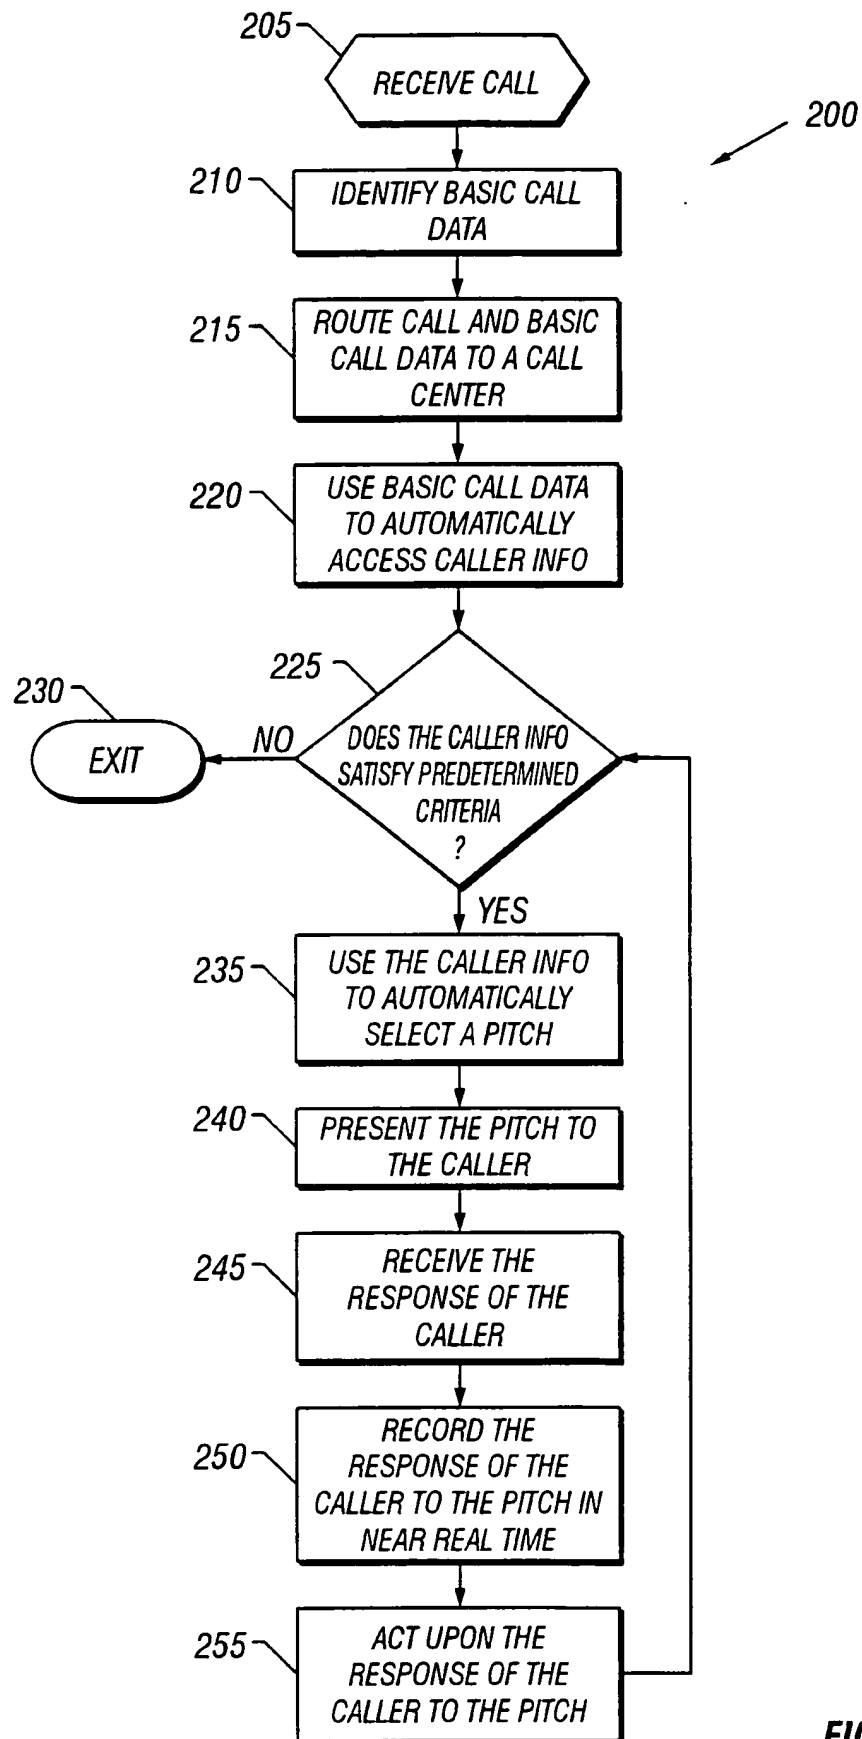 205
RECEIVE CALL
200
210
IDENTIFY BASIC CALL
DATA
215
ROUTE CALL AND BASIC
CALL DATA TO A CALL
CENTER
220
USE BASIC CALL DATA
TO AUTOMATICALLY
ACCESS CALLER INFO
225
230
EXIT
NO
DOES THE CALLER INFO
SATISFY PREDETERMINED
CRITERIA
?
YES
235
USE THE CALLER INFO
TO AUTOMATICALLY
SELECT A PITCH
240
PRESENT THE PITCH TO
THE CALLER
245
RECEIVE THE
RESPONSE OF THE
CALLER
250
RECORD THE
RESPONSE OF THE
CALLER TO THE PITCH IN
NEAR REAL TIME
255
ACT UPON THE
RESPONSE OF THE
CALLER TO THE PITCH